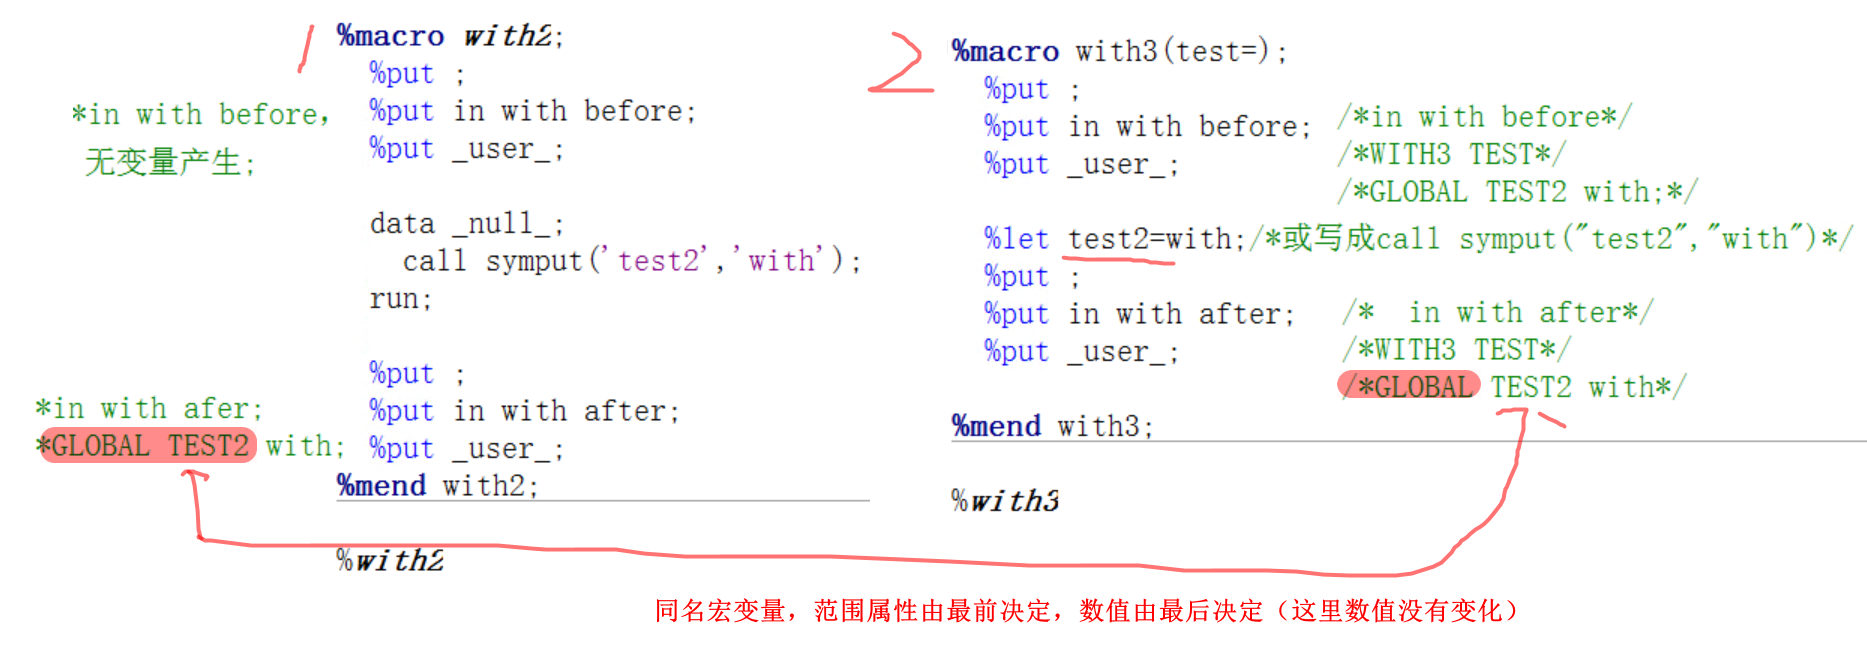 1
%macro with2;
%put ;
*in with before,
%put in with before;
无变量产生;
%put _user_;
data _null_;
call symput('test2','with');
run;
%put ;
*in with afer;
%put in with after;
*GLOBAL TEST2 with;
%put _user_;
%mend with2;
%with2
2
%macro with3(test=);
%put ;
%put in with before;
/*in with before*/
%put _user_;
/*WITH3 TEST*/
/*GLOBAL TEST2 with;*/
%let test2=with;/*或写成call symput("test2","with")*/
%put ;
%put in with after;
/*  in with after*/
%put _user_;
/*WITH3 TEST*/
/*GLOBAL TEST2 with*/
%mend with3;
%with3
同名宏变量，范围属性由最前决定，数值由最后决定（这里数值没有变化）